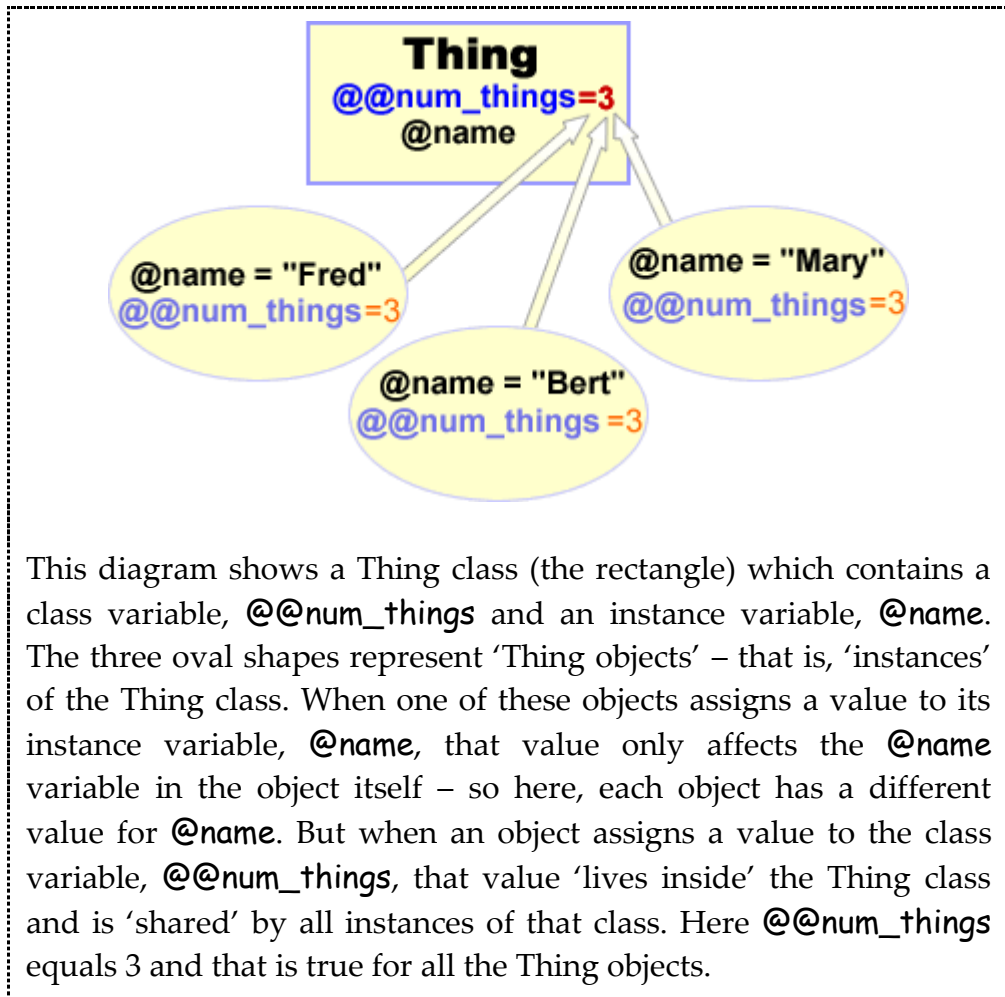 Thing
@@num_things=3
@name
@name = "Fred"
@@num_things=3
@name = "Mary"
@@num_things=3
@name = "Bert"
@@num_things =3
This diagram shows a Thing class (the rectangle) which contains a
class variable, @@num_things and an instance variable, @name.
The three oval shapes represent ‘Thing objects’ – that is, ‘instances’
of the Thing class. When one of these objects assigns a value to its
instance variable, @name, that value only affects the @name
variable in the object itself – so here, each object has a different
value for @name. But when an object assigns a value to the class
variable, @@num_things, that value ‘lives inside’ the Thing class
and is ‘shared’ by all instances of that class. Here @@num_things
equals 3 and that is true for all the Thing objects.